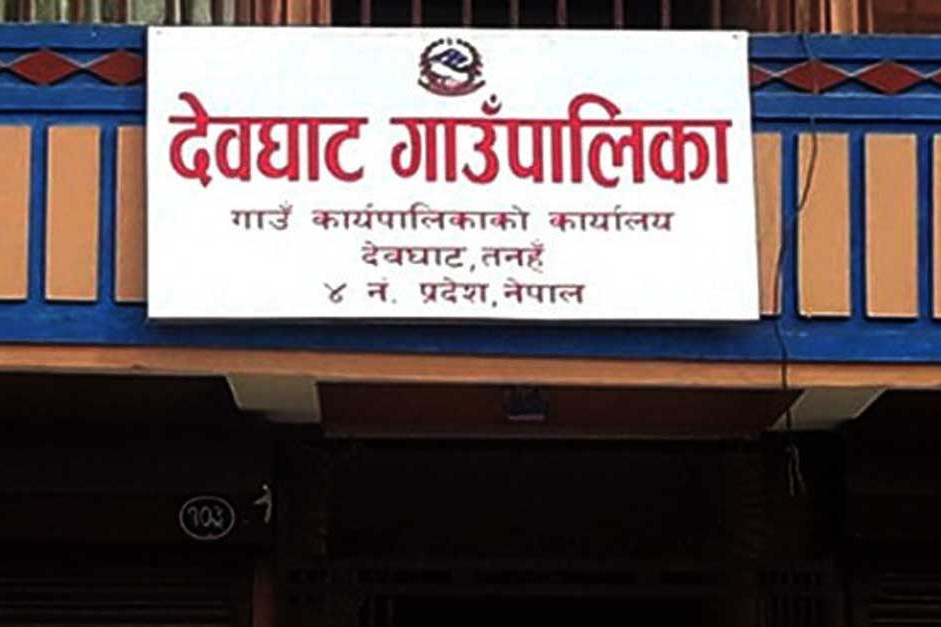 देवघाट गाउँपालिका
गाउँ कार्यपालिकाको कार्यालय
देवघाट,तनहुँ
४ नं. प्रदेश,नेपाल